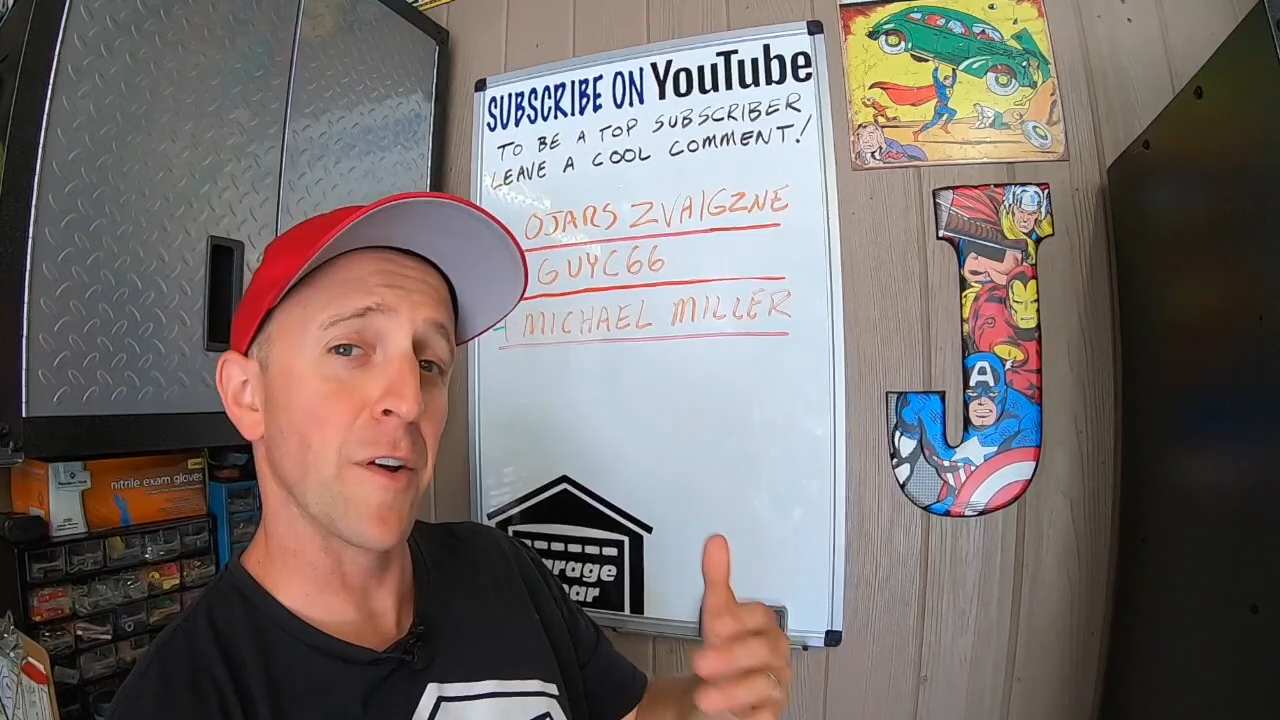 SUBSCRIBE ON YouTube
TO BE A TOP SUBSCRIBER
LEAVE A COOL COMMENT!
OJARS ZVAIGZNE
GUYC66
MICHAEL MILLER
nitrile exam gloves
A